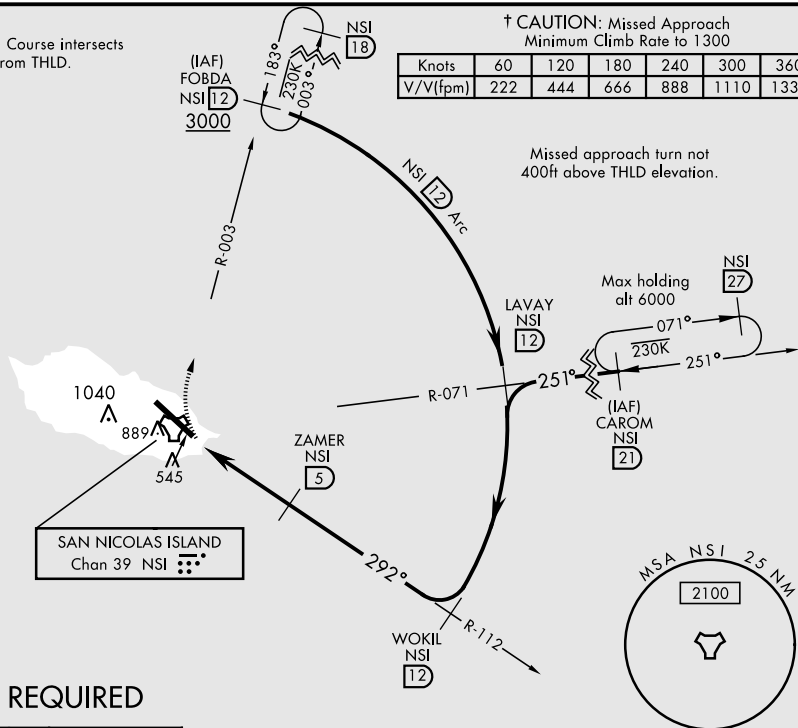 Course intersects
rom THLD.
† CAUTION: Missed Approach
Minimum Climb Rate to 1300
Knots 60 120 180 240 300 360
V/V(fpm) 222 444 666 888 1110 133
Missed approach turn not
400ft above THLD elevation.
NSI
18
183°
230K
003°
(IAF)
FOBDA
NSI 12
3000
NSI 12 Arc
R-003
LAVAY
NSI
12
Max holding
alt 6000
NSI
27
071°
230K
251°
251°
R-071
(IAF)
CAROM
NSI
21
1040
889
545
ZAMER
NSI
5
SAN NICOLAS ISLAND
Chan 39 NSI
292°
R-112
WOKIL
NSI
12
MSA NSI 25 NM
2100
REQUIRED